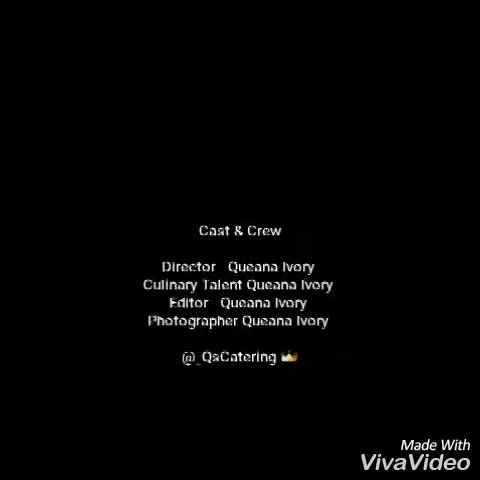 Cast & Crew
Director Queana Ivory
Culinary Talent Queana Ivory
Editor Queana Ivory
Photographer Queana Ivory
@_QsCatering 👑
Made With
VivaVideo